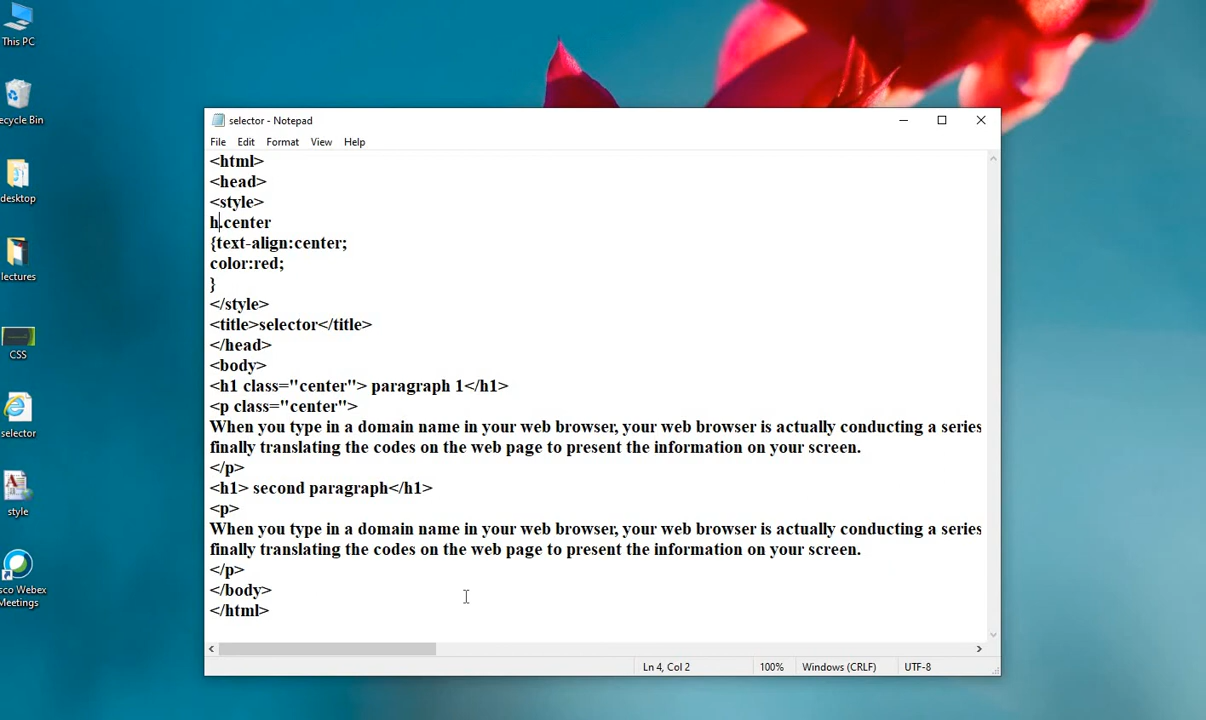 This PC
ecycle Bin
desktop
lectures
CSS
selector
style
sco Webex
Meetings
selector - Notepad
File Edit Format View Help
<html>
<head>
<style>
h.center
{text-align:center;
color:red;
}
</style>
<title>selector</title>
</head>
<body>
<h1 class="center"> paragraph 1</h1>
<p class="center">
When you type in a domain name in your web browser, your web browser is actually conducting a series
finally translating the codes on the web page to present the information on your screen.
</p>
<h1> second paragraph</h1>
<p>
When you type in a domain name in your web browser, your web browser is actually conducting a series
finally translating the codes on the web page to present the information on your screen.
</p>
</body>
</html>
Ln 4, Col 2 100% Windows (CRLF) UTF-8